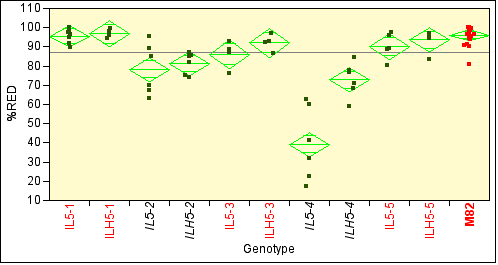 %RED
110
100
90
80
70
60
50
40
30
20
10
IL5-1
ILH5-1
IL5-2
ILH5-2
IL5-3
ILH5-3
IL5-4
ILH5-4
IL5-5
ILH5-5
M82
Genotype